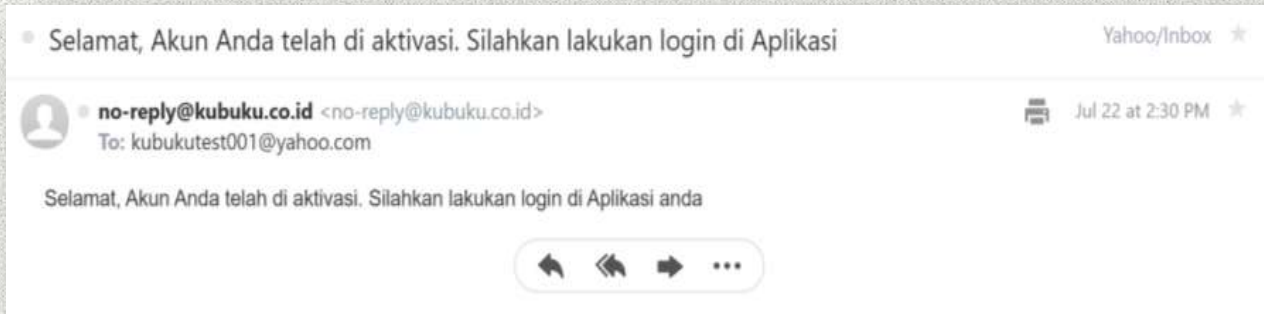 Selamat, Akun Anda telah di aktivasi. Silahkan lakukan login di Aplikasi
Yahoo/Inbox
no-reply@kubuku.co.id <no-reply@kubuku.co.id>
Jul 22 at 2:30 PM
To: kubukutest001@yahoo.com
Selamat, Akun Anda telah di aktivasi. Silahkan lakukan login di Aplikasi anda